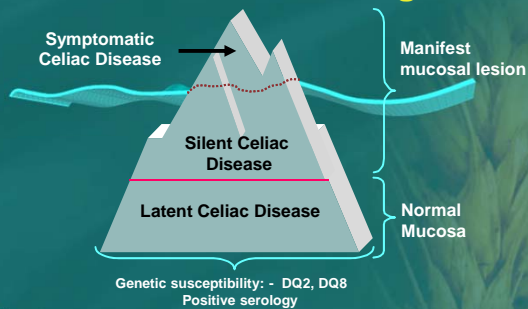 Symptomatic
Celiac Disease
Manifest
mucosal lesion
Silent Celiac
Disease
Latent Celiac Disease
Normal
Mucosa
Genetic susceptibility: - DQ2, DQ8
Positive serology